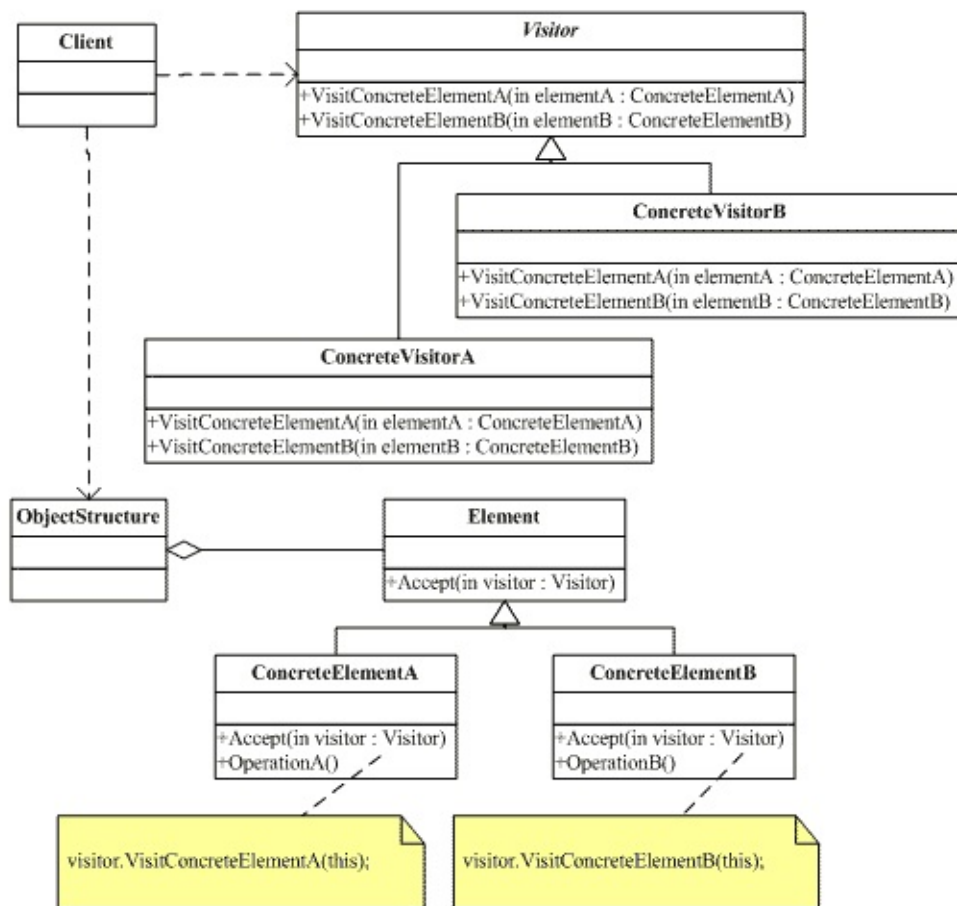 Client
Visitor
+VisitConcreteElementA(in elementA : ConcreteElementA)
+VisitConcreteElementB(in elementB : ConcreteElementB)
ConcreteVisitorB
+VisitConcreteElementA(in elementA : ConcreteElementA)
+VisitConcreteElementB(in elementB : ConcreteElementB)
ConcreteVisitorA
+VisitConcreteElementA(in elementA : ConcreteElementA)
+VisitConcreteElementB(in elementB : ConcreteElementB)
ObjectStructure
Element
+Accept(in visitor : Visitor)
ConcreteElementA
+Accept(in visitor : Visitor)
+OperationA()
ConcreteElementB
+Accept(in visitor : Visitor)
+OperationB()
visitor.VisitConcreteElementA(this);
visitor.VisitConcreteElementB(this);